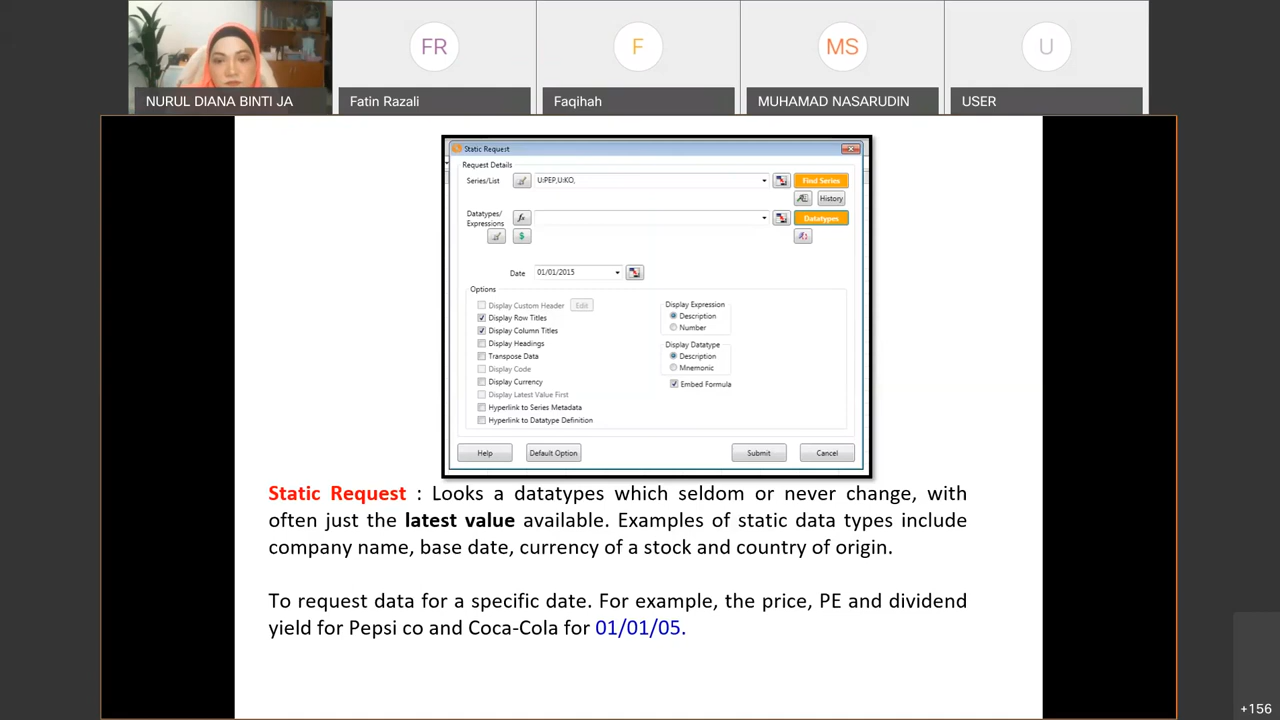 FR
F
MS
U
NURUL DIANA BINTI JA
Fatin Razali
Faqihah
MUHAMAD NASARUDIN
USER
Static Request
Request Details
Series/List
U:PEP,U:KO,
Find Series
History
Datatypes/
Expressions
fx
Datatypes
$
Date
01/01/2015
Options
Display Custom Header
Edit
Display Row Titles
Display Column Titles
Display Headings
Transpose Data
Display Code
Display Currency
Display Latest Value First
Hyperlink to Series Metadata
Hyperlink to Datatype Definition
Display Expression
Description
Number
Display Datatype
Description
Mnemonic
Embed Formula
Help
Default Option
Submit
Cancel
Static Request : Looks a datatypes which seldom or never change, with
often just the latest value available. Examples of static data types include
company name, base date, currency of a stock and country of origin.
To request data for a specific date. For example, the price, PE and dividend
yield for Pepsi co and Coca-Cola for 01/01/05.
+156